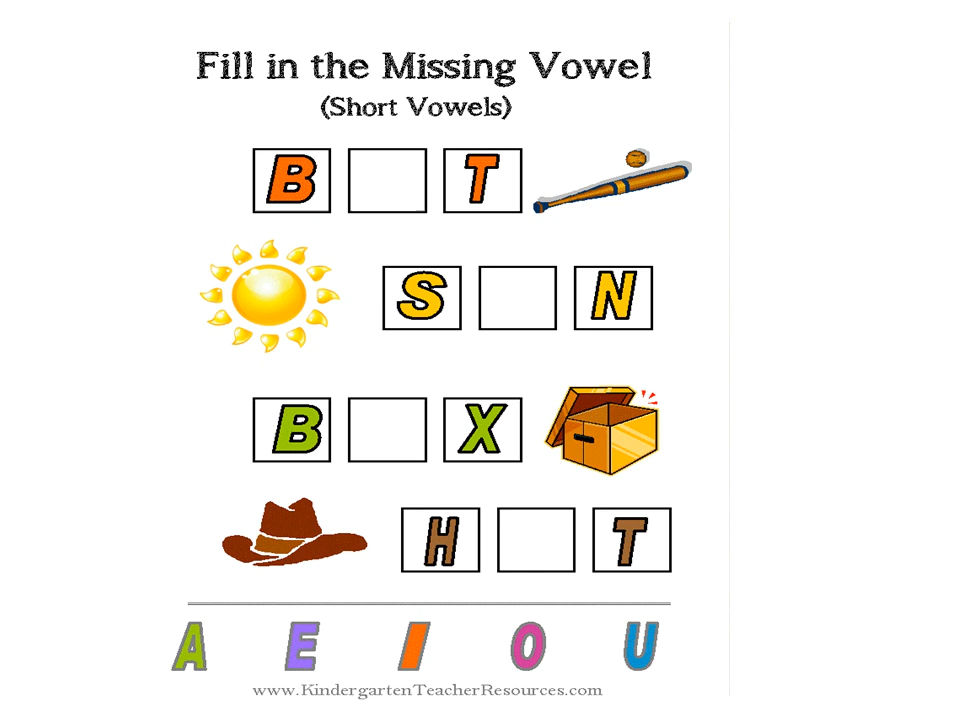 Fill in the Missing Vowel
(Short Vowels)
B T
S N
B X
H T
A E I O U
www.KindergartenTeacherResources.com